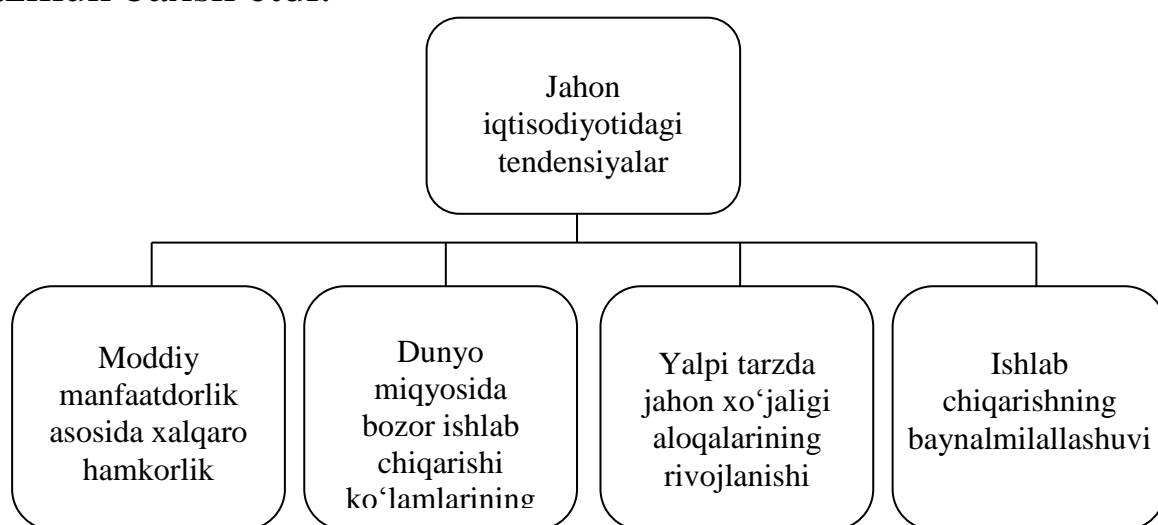 Jahon
iqtisodiyotidagi
tendensiyalar
Moddiy
manfaatdorlik
asosida xalqaro
hamkorlik
Dunyo
miqyosida
bozor ishlab
chiqarishi
ko‘lamlarining
Yalpi tarzda
jahon xo‘jaligi
aloqalarining
rivojlanishi
Ishlab
chiqarishning
baynalmilallashuvi